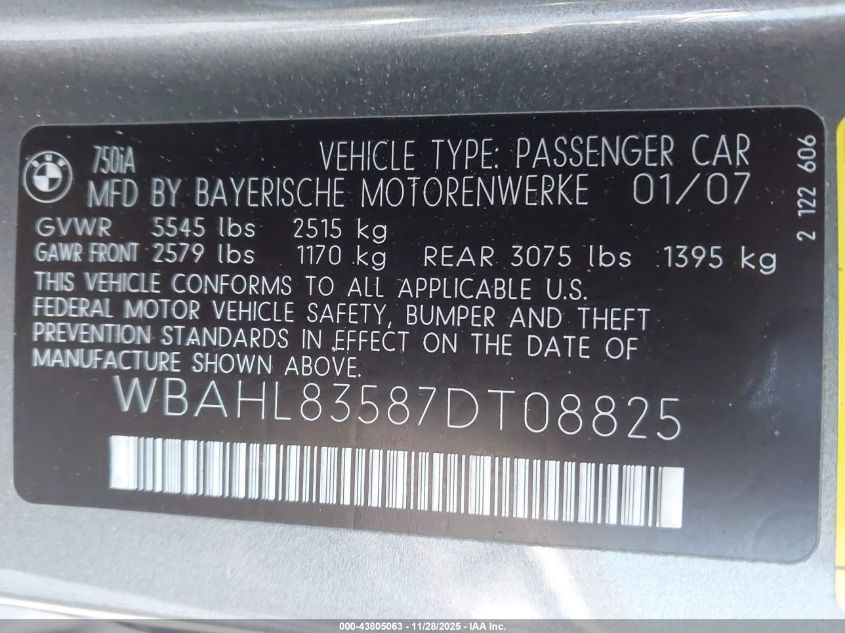 BMW
750iA
VEHICLE TYPE: PASSENGER CAR
MFD BY BAYERISCHE MOTORENWERKE 01/07
GVWR 5545 lbs 2515 kg
GAWR FRONT 2579 lbs 1170 kg REAR 3075 lbs 1395 kg
THIS VEHICLE CONFORMS TO ALL APPLICABLE U.S.
FEDERAL MOTOR VEHICLE SAFETY, BUMPER AND THEFT
PREVENTION STANDARDS IN EFFECT ON THE DATE OF
MANUFACTURE SHOWN ABOVE.
WBAHL83587DT08825
2 122 606
000-43805063 - 11/28/2025 - IAA Inc.